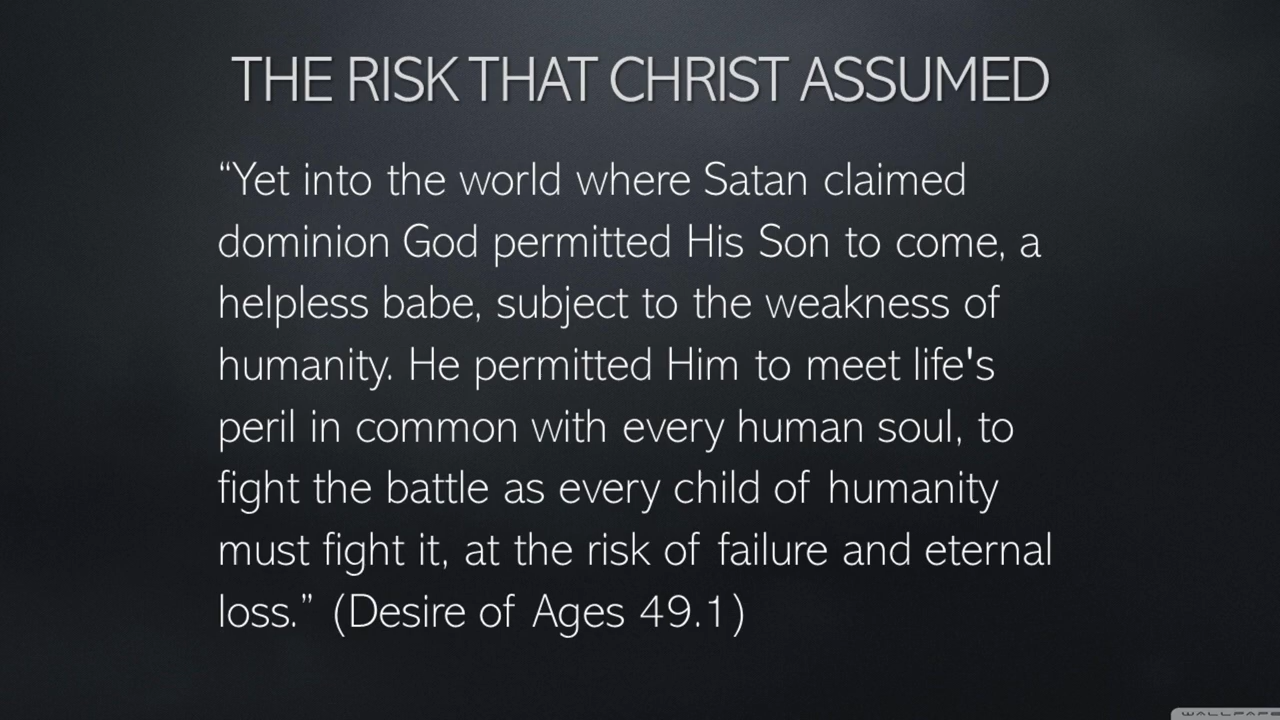 THE RISK THAT CHRIST ASSUMED
“Yet into the world where Satan claimed
dominion God permitted His Son to come, a
helpless babe, subject to the weakness of
humanity. He permitted Him to meet life's
peril in common with every human soul, to
fight the battle as every child of humanity
must fight it, at the risk of failure and eternal
loss.” (Desire of Ages 49.1)